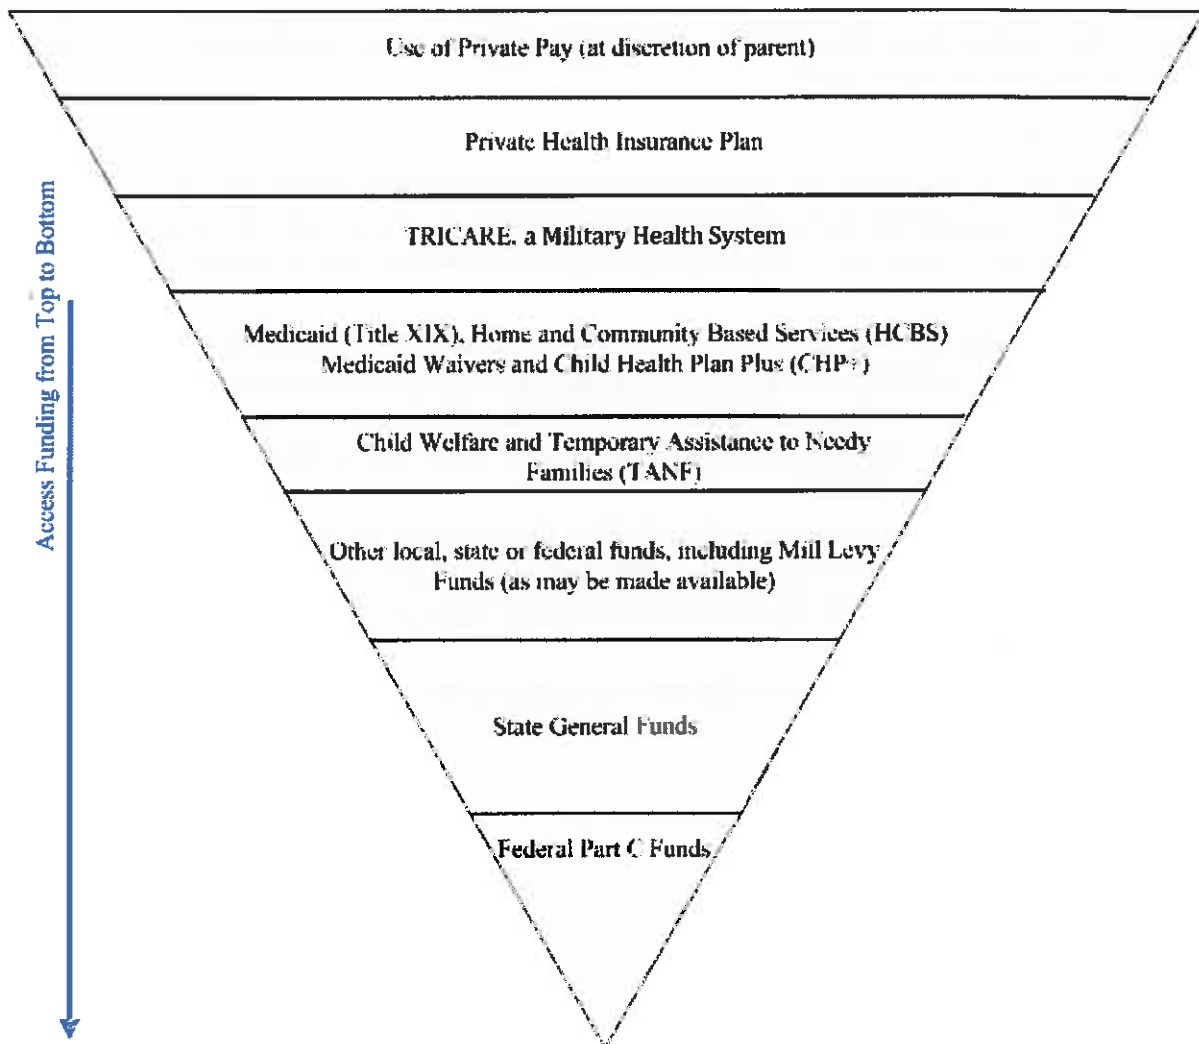 Use of Private Pay (at discretion of parent)
Private Health Insurance Plan
TRICARE, a Military Health System
Medicaid (Title XIX), Home and Community Based Services (HCBS)
Medicaid Waivers and Child Health Plan Plus (CHP+)
Child Welfare and Temporary Assistance to Needy
Families (TANF)
Other local, state or federal funds, including Mill Levy
Funds (as may be made available)
State General Funds
Federal Part C Funds
Access Funding from Top to Bottom